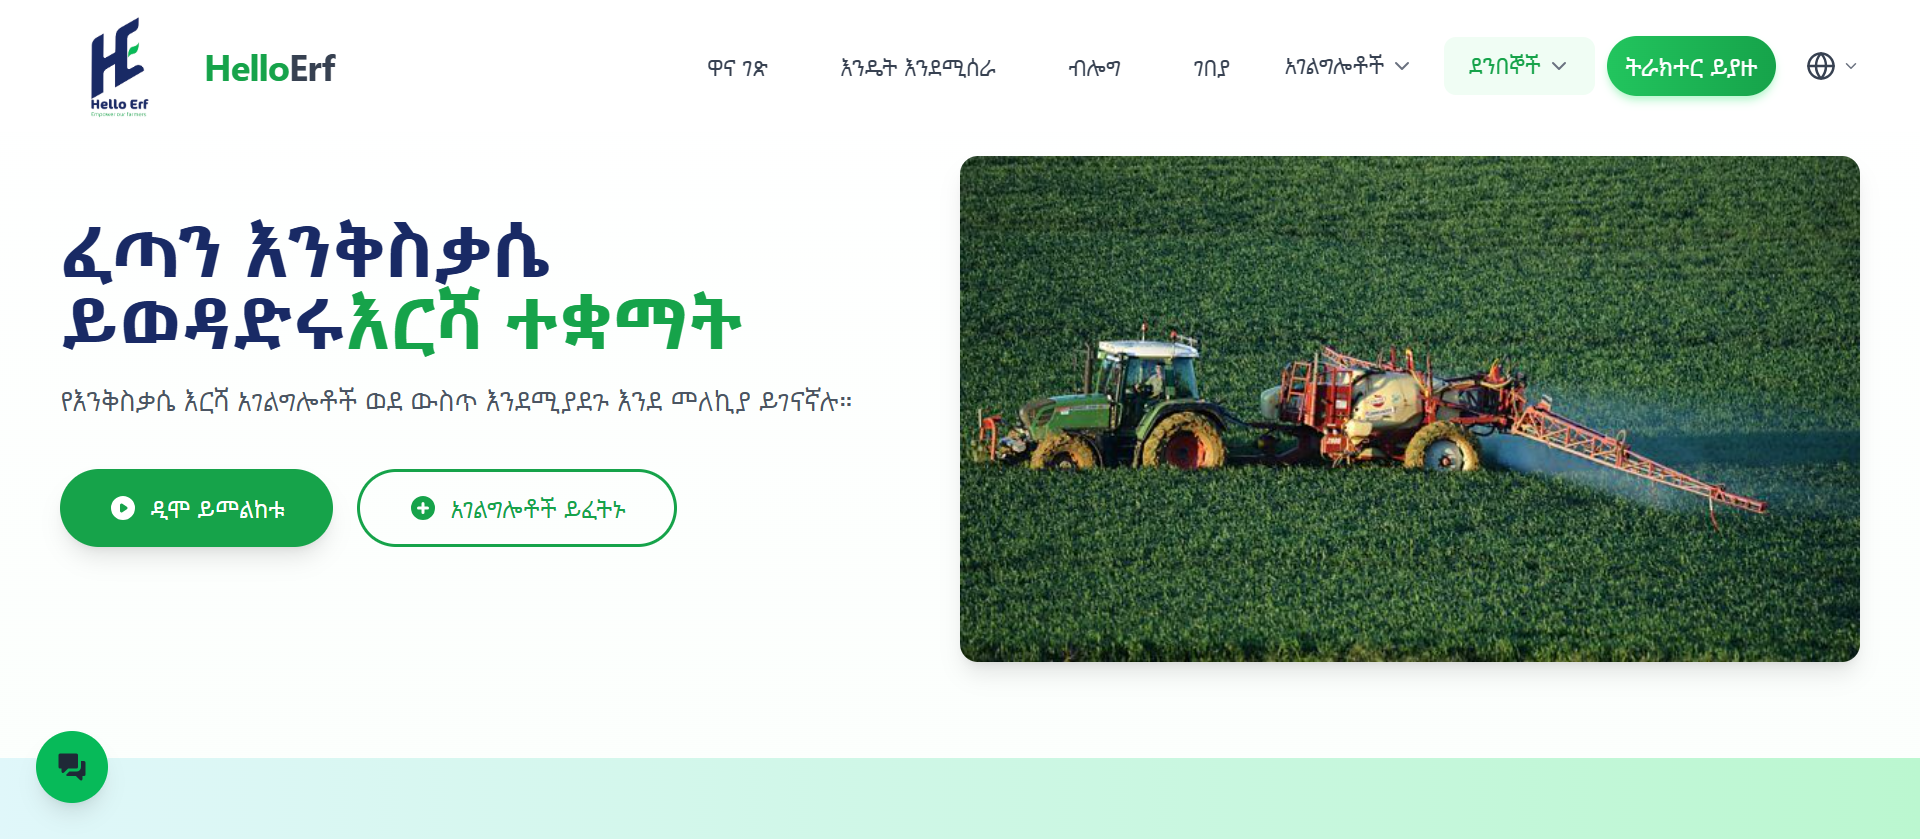 Hello Erf
Empower our farmers
HelloErf
ዋና ገጽ
እንዴት እንደሚሰራ
ብሎግ
ገበያ
አገልግሎቶች
ደንበኞች
ትራክተር ይያዙ
ፈጣን እንቅስቃሴ
ይወዳድሩእርሻ ተቋማት
የእንቅስቃሴ እርሻ አገልግሎቶች ወደ ውስጥ እንደሚያደጉ እንደ መለኪያ ይገናኛሉ።
ዲሞ ይመልከቱ
አገልግሎቶች ይፈትኑ